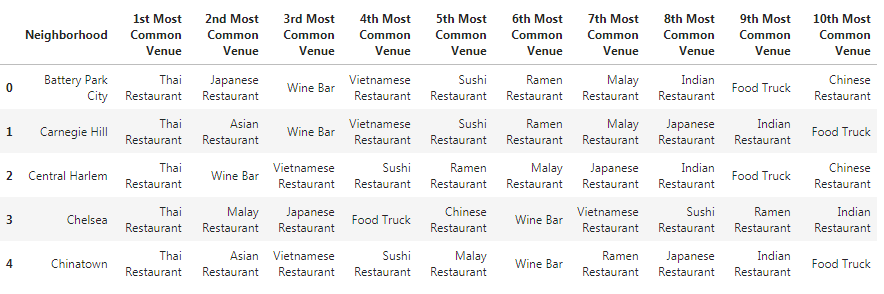 Neighborhood 1st Most Common Venue 2nd Most Common Venue 3rd Most Common Venue 4th Most Common Venue 5th Most Common Venue 6th Most Common Venue 7th Most Common Venue 8th Most Common Venue 9th Most Common Venue 10th Most Common Venue
0 Battery Park City Thai Restaurant Japanese Restaurant Wine Bar Vietnamese Restaurant Sushi Restaurant Ramen Restaurant Malay Restaurant Indian Restaurant Food Truck Chinese Restaurant
1 Carnegie Hill Thai Restaurant Asian Restaurant Wine Bar Vietnamese Restaurant Sushi Restaurant Ramen Restaurant Malay Restaurant Japanese Restaurant Indian Restaurant Food Truck
2 Central Harlem Thai Restaurant Wine Bar Vietnamese Restaurant Sushi Restaurant Ramen Restaurant Malay Restaurant Japanese Restaurant Indian Restaurant Food Truck Chinese Restaurant
3 Chelsea Thai Restaurant Malay Restaurant Japanese Restaurant Food Truck Chinese Restaurant Wine Bar Vietnamese Restaurant Sushi Restaurant Ramen Restaurant Indian Restaurant
4 Chinatown Thai Restaurant Asian Restaurant Vietnamese Restaurant Sushi Restaurant Malay Restaurant Wine Bar Ramen Restaurant Japanese Restaurant Indian Restaurant Food Truck